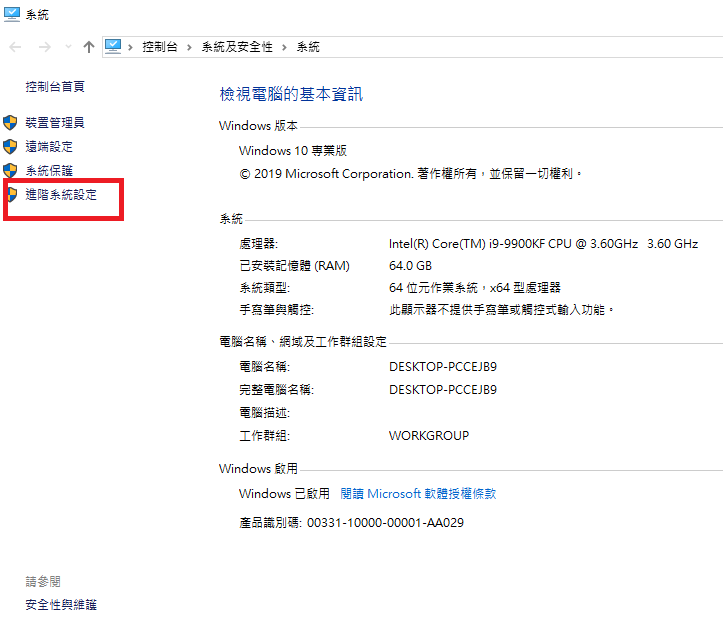 系統
控制台 › 系統及安全性 › 系統
控制台首頁
裝置管理員
遠端設定
系統保護
進階系統設定
檢視電腦的基本資訊
Windows 版本
Windows 10 專業版
© 2019 Microsoft Corporation. 著作權所有，並保留一切權利。
系統
處理器: Intel(R) Core(TM) i9-9900KF CPU @ 3.60GHz 3.60 GHz
已安裝記憶體 (RAM) 64.0 GB
系統類型: 64 位元作業系統，x64 型處理器
手寫筆與觸控: 此顯示器不提供手寫筆或觸控式輸入功能。
電腦名稱、網域及工作群組設定
電腦名稱: DESKTOP-PCCEJB9
完整電腦名稱: DESKTOP-PCCEJB9
電腦描述:
工作群組: WORKGROUP
Windows 啟用
Windows 已啟用 閱讀 Microsoft 軟體授權條款
產品識別碼: 00331-10000-00001-AA029
請參閱
安全性與維護